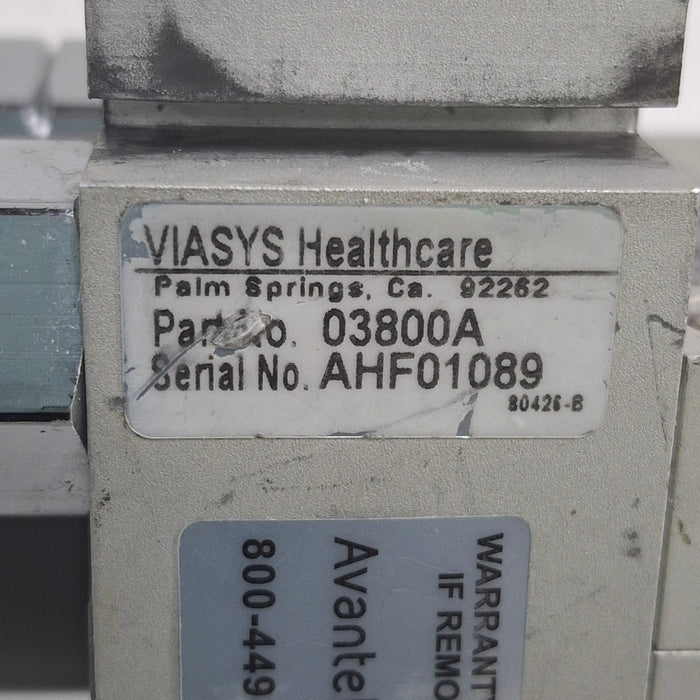 VIASYS Healthcare
Palm Springs, Ca. 92262
Part No. 03800A
Serial No. AHF01089
80426-B
WARRANT
IF REMO
Avante
800-449